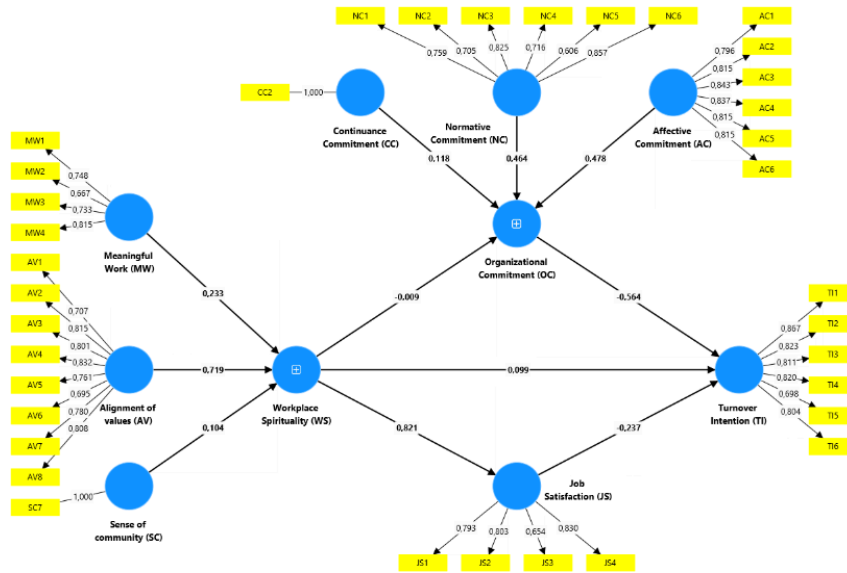 NC1 NC2 NC3 NC4 NC5 NC6 AC1
0,759 0,705 0,825 0,716 0,606 0,857 0,796
AC2
0,815
AC3
0,843
CC2 1,000
0,837 AC4
Continuance
Commitment (CC)
Normative
Commitment (NC)
Affective
Commitment (AC)
0,815 AC5
0,815
AC6
MW1
0,748
MW2
0,667
MW3
0,733
MW4
0,815
0,118 0,464 0,478
Meaningful
Work (MW)
Organizational
Commitment (OC)
AV1
0,707
AV2
0,815
AV3
0,801
AV4
0,832
AV5
0,761
AV6
0,695
AV7
0,780
0,808
AV8
0,233
-0,009
-0,564
TI1
0,867
TI2
0,823
TI3
0,811
TI4
0,820
TI5
0,698
TI6
0,804
0,719
0,099
Alignment of
values (AV)
Workplace
Spirituality (WS)
Turnover
Intention (TI)
0,104
0,821
-0,237
SC7 1,000
Sense of
community (SC)
Job
Satisfaction (JS)
0,793 0,803 0,654 0,830
JS1 JS2 JS3 JS4